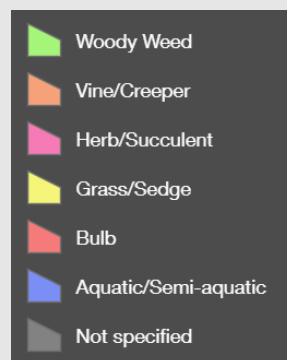 Woody Weed
Vine/Creeper
Herb/Succulent
Grass/Sedge
Bulb
Aquatic/Semi-aquatic
Not specified